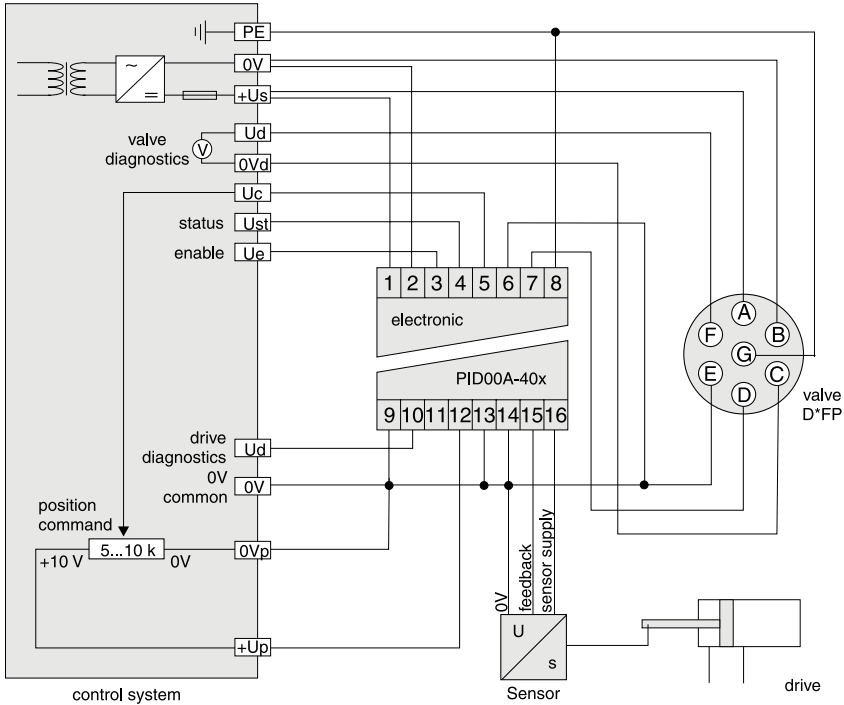 PE
0V
~
=
+Us
valve
diagnostics
V
Ud
0Vd
Uc
status
Ust
enable
Ue
1 2 3 4 5 6 7 8
electronic
PID00A-40x
9 10 11 12 13 14 15 16
A
F
B
G
E
C
D
valve
D*FP
drive
diagnostics
Ud
0V
common
0V
position
command
5...10 k
+10 V
0V
0Vp
+Up
0V
feedback
sensor supply
U
s
Sensor
drive
control system